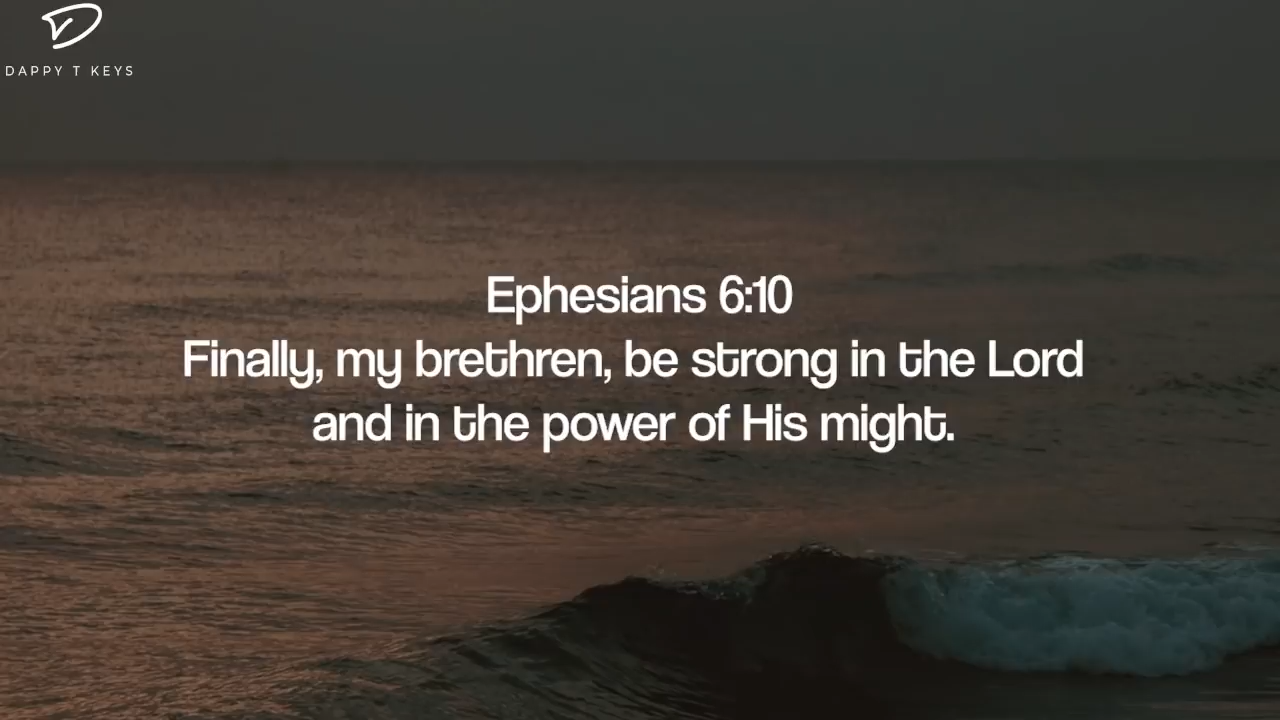 DAPPY T KEYS
Ephesians 6:10
Finally, my brethren, be strong in the Lord
and in the power of His might.